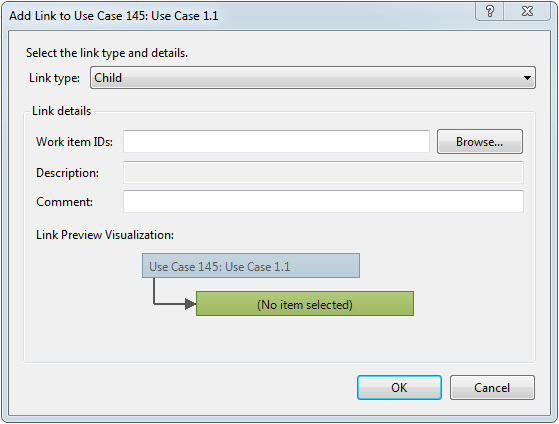 Add Link to Use Case 145: Use Case 1.1
Select the link type and details.
Link type: Child
Link details
Work item IDs: Browse...
Description:
Comment:
Link Preview Visualization:
Use Case 145: Use Case 1.1
(No item selected)
OK Cancel